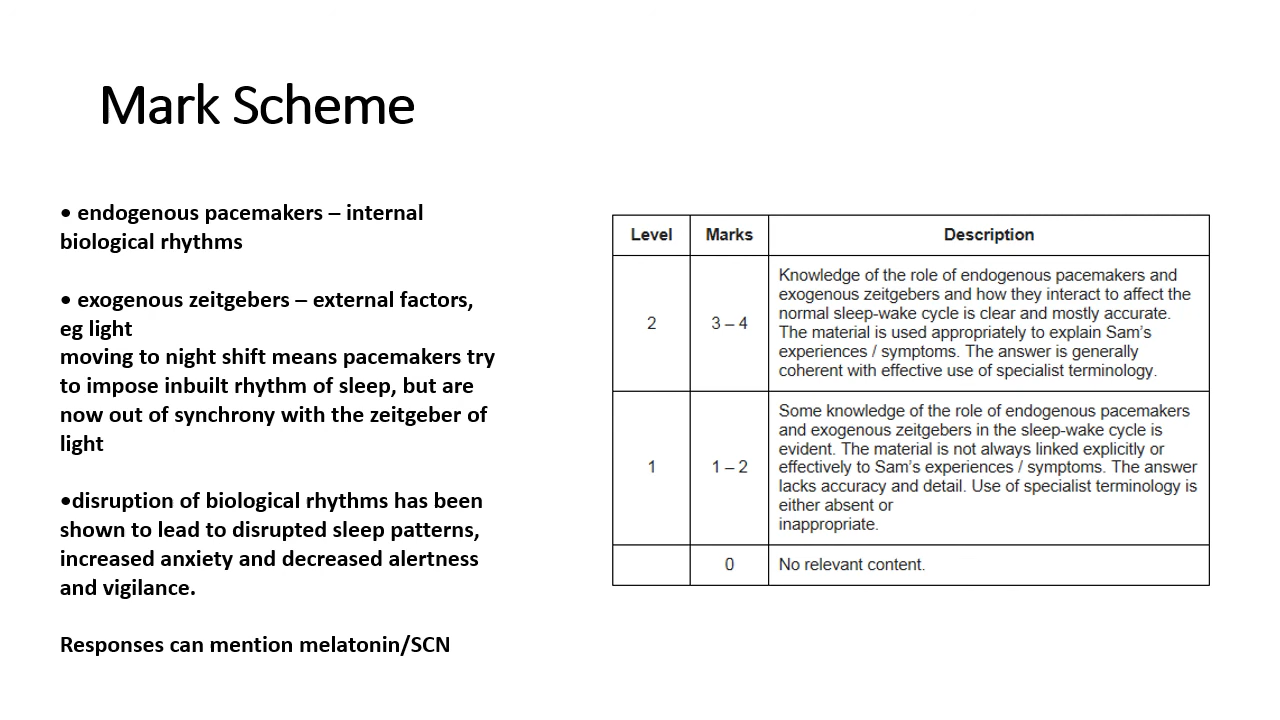 Mark Scheme
• endogenous pacemakers – internal
biological rhythms
• exogenous zeitgebers – external factors,
eg light
moving to night shift means pacemakers try
to impose inbuilt rhythm of sleep, but are
now out of synchrony with the zeitgeber of
light
•disruption of biological rhythms has been
shown to lead to disrupted sleep patterns,
increased anxiety and decreased alertness
and vigilance.
Responses can mention melatonin/SCN
Level Marks Description
2 3 – 4 Knowledge of the role of endogenous pacemakers and
exogenous zeitgebers and how they interact to affect the
normal sleep-wake cycle is clear and mostly accurate.
The material is used appropriately to explain Sam's
experiences / symptoms. The answer is generally
coherent with effective use of specialist terminology.
1 1 – 2 Some knowledge of the role of endogenous pacemakers
and exogenous zeitgebers in the sleep-wake cycle is
evident. The material is not always linked explicitly or
effectively to Sam's experiences / symptoms. The answer
lacks accuracy and detail. Use of specialist terminology is
either absent or
inappropriate.
0 No relevant content.